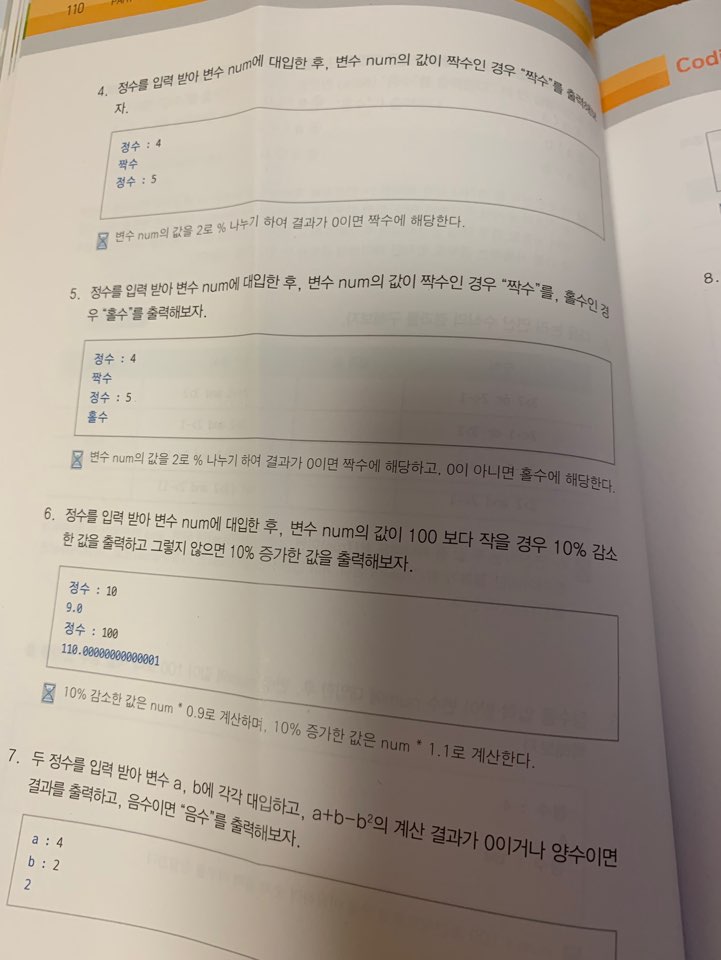 110
4. 정수를 입력 받아 변수 num에 대입한 후, 변수 num의 값이 짝수인 경우 “짝수”를 출력해보
자.
정수 : 4
짝수
정수 : 5
변수 num의 값을 2로 % 나누기 하여 결과가 0이면 짝수에 해당한다.
5. 정수를 입력 받아 변수 num에 대입한 후, 변수 num의 값이 짝수인 경우 “짝수”를, 홀수인 경
우 “홀수”를 출력해보자.
정수 : 4
짝수
정수 : 5
홀수
변수 num의 값을 2로 % 나누기 하여 결과가 0이면 짝수에 해당하고, 0이 아니면 홀수에 해당한다.
6. 정수를 입력 받아 변수 num에 대입한 후, 변수 num의 값이 100 보다 작을 경우 10% 감소
한 값을 출력하고 그렇지 않으면 10% 증가한 값을 출력해보자.
정수 : 10
9.0
정수 : 100
110.00000000000001
10% 감소한 값은 num * 0.9로 계산하며, 10% 증가한 값은 num * 1.1로 계산한다.
7. 두 정수를 입력 받아 변수 a, b에 각각 대입하고, a+b-b²의 계산 결과가 0이거나 양수이면
결과를 출력하고, 음수이면 “음수”를 출력해보자.
a : 4
b : 2
2
Codi
8.